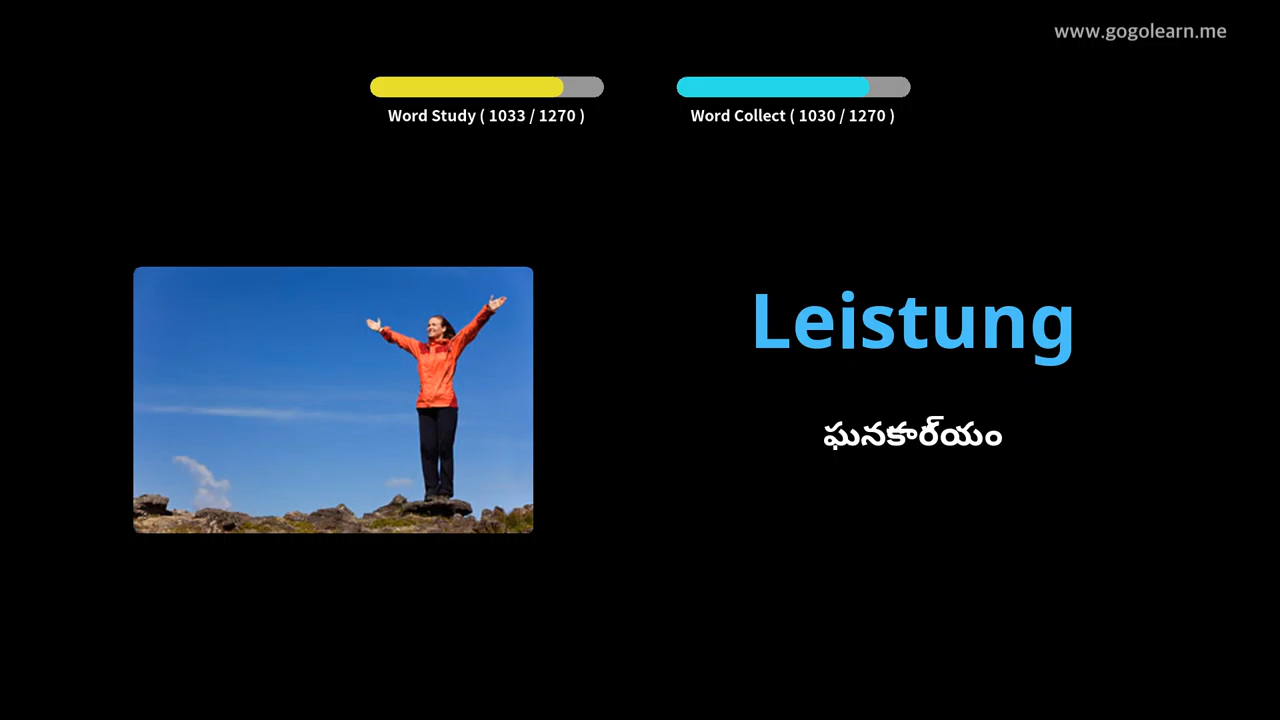 www.gogolearn.me
Word Study ( 1033 / 1270 )
Word Collect ( 1030 / 1270 )
Leistung
ఘనకార్‌యం